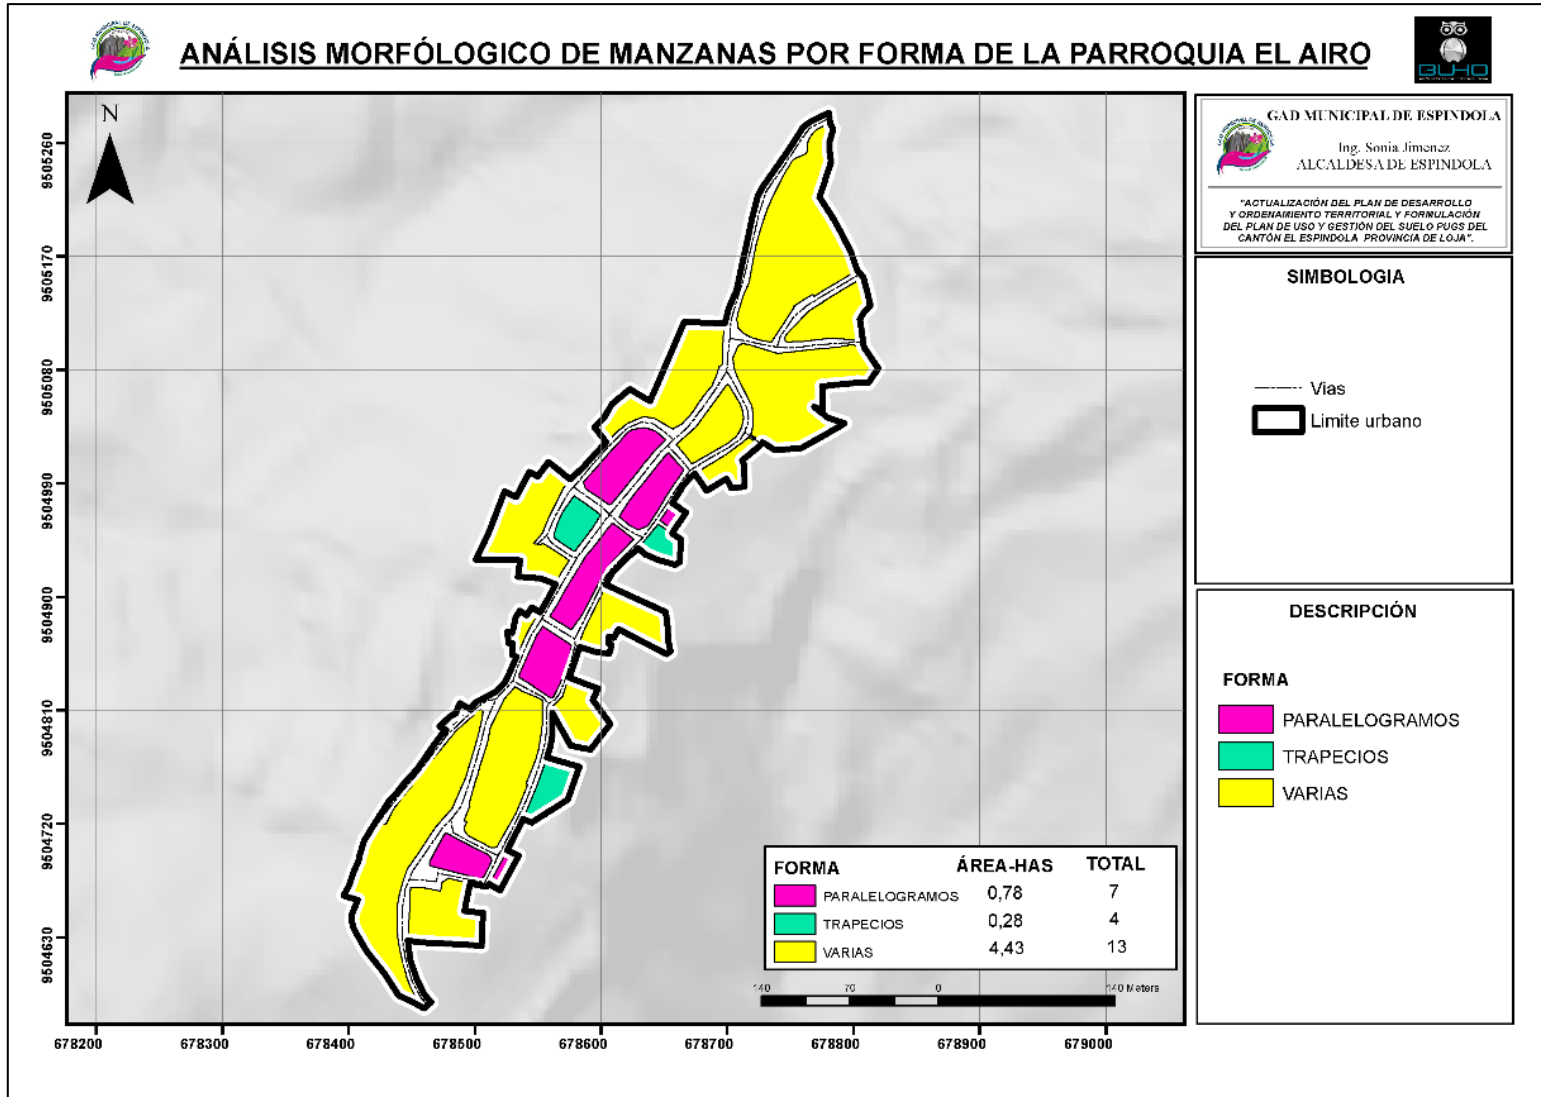 ANÁLISIS MORFÓLOGICO DE MANZANAS POR FORMA DE LA PARROQUIA EL AIRO
BUHO
N
GAD MUNICIPAL DE ESPINDOLA
Ing. Sonia Jimenez
ALCALDESA DE ESPINDOLA
"ACTUALIZACIÓN DEL PLAN DE DESARROLLO
Y ORDENAMIENTO TERRITORIAL Y FORMULACIÓN
DEL PLAN DE USO Y GESTIÓN DEL SUELO PUGS DEL
CANTÓN EL ESPINDOLA PROVINCIA DE LOJA".
SIMBOLOGIA
Vias
Limite urbano
DESCRIPCIÓN
FORMA
PARALELOGRAMOS
TRAPECIOS
VARIAS
FORMA ÁREA-HAS TOTAL
PARALELOGRAMOS 0,78 7
TRAPECIOS 0,28 4
VARIAS 4,43 13
140 70 0 140 Meters
9505260
9505170
9505080
9504990
9504900
9504810
9504720
9504630
678200 678300 678400 678500 678600 678700 678800 678900 679000